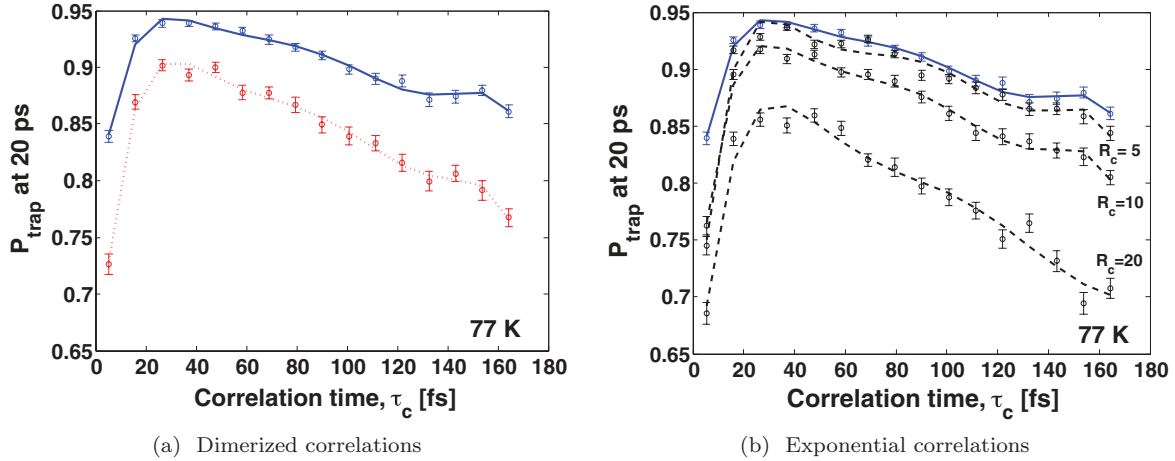 0.95
0.9
0.85
0.8
0.75
0.7
0.65
P_trap at 20 ps
0 20 40 60 80 100 120 140 160 180
Correlation time, τ_c [fs]
77 K
(a) Dimerized correlations
0.95
0.9
0.85
0.8
0.75
0.7
0.65
P_trap at 20 ps
0 20 40 60 80 100 120 140 160 180
Correlation time, τ_c [fs]
R_c= 5
R_c=10
R_c=20
77 K
(b) Exponential correlations